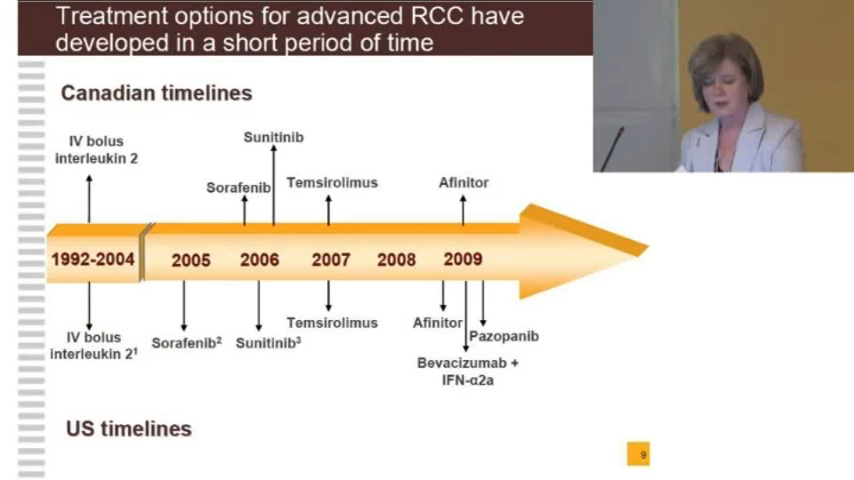 Treatment options for advanced RCC have
developed in a short period of time
Canadian timelines
IV bolus
interleukin 2
Sorafenib
Sunitinib
Temsirolimus
Afinitor
1992-2004 2005 2006 2007 2008 2009
IV bolus
interleukin 2¹
Sorafenib²
Sunitinib³
Temsirolimus
Afinitor
Pazopanib
Bevacizumab +
IFN-α2a
US timelines
9